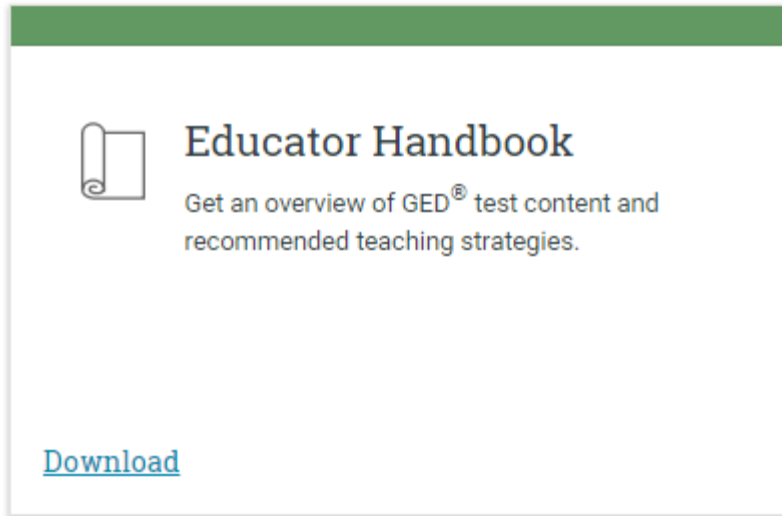 Educator Handbook
Get an overview of GED® test content and
recommended teaching strategies.
Download